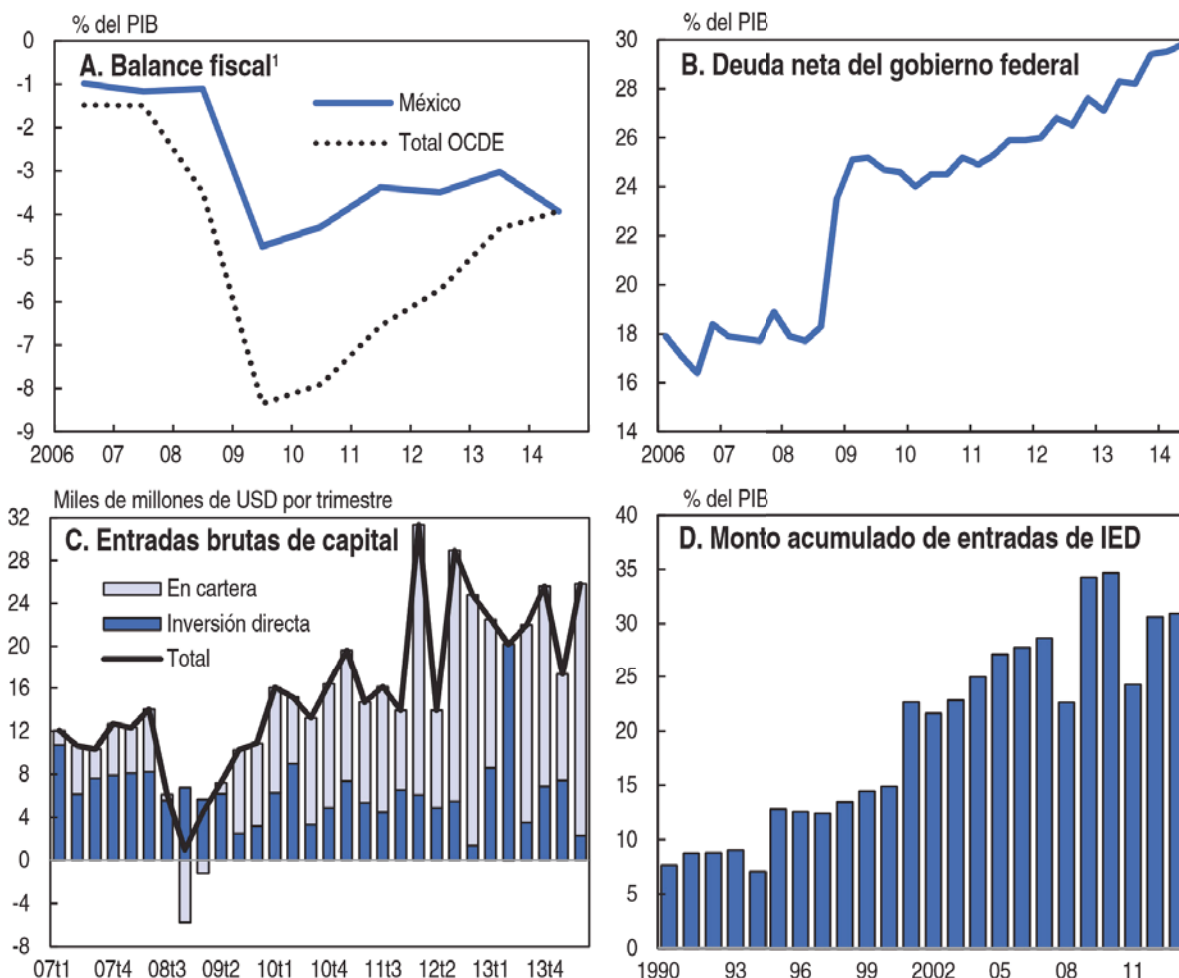 % del PIB
A. Balance fiscal¹
México
Total OCDE
0
-1
-2
-3
-4
-5
-6
-7
-8
-9
2006 07 08 09 10 11 12 13 14
% del PIB
B. Deuda neta del gobierno federal
30
28
26
24
22
20
18
16
14
2006 07 08 09 10 11 12 13 14
Miles de millones de USD por trimestre
C. Entradas brutas de capital
En cartera
Inversión directa
Total
32
28
24
20
16
12
8
4
0
-4
-8
07t1 07t4 08t3 09t2 10t1 10t4 11t3 12t2 13t1 13t4
% del PIB
D. Monto acumulado de entradas de IED
40
35
30
25
20
15
10
5
0
1990 93 96 99 2002 05 08 11